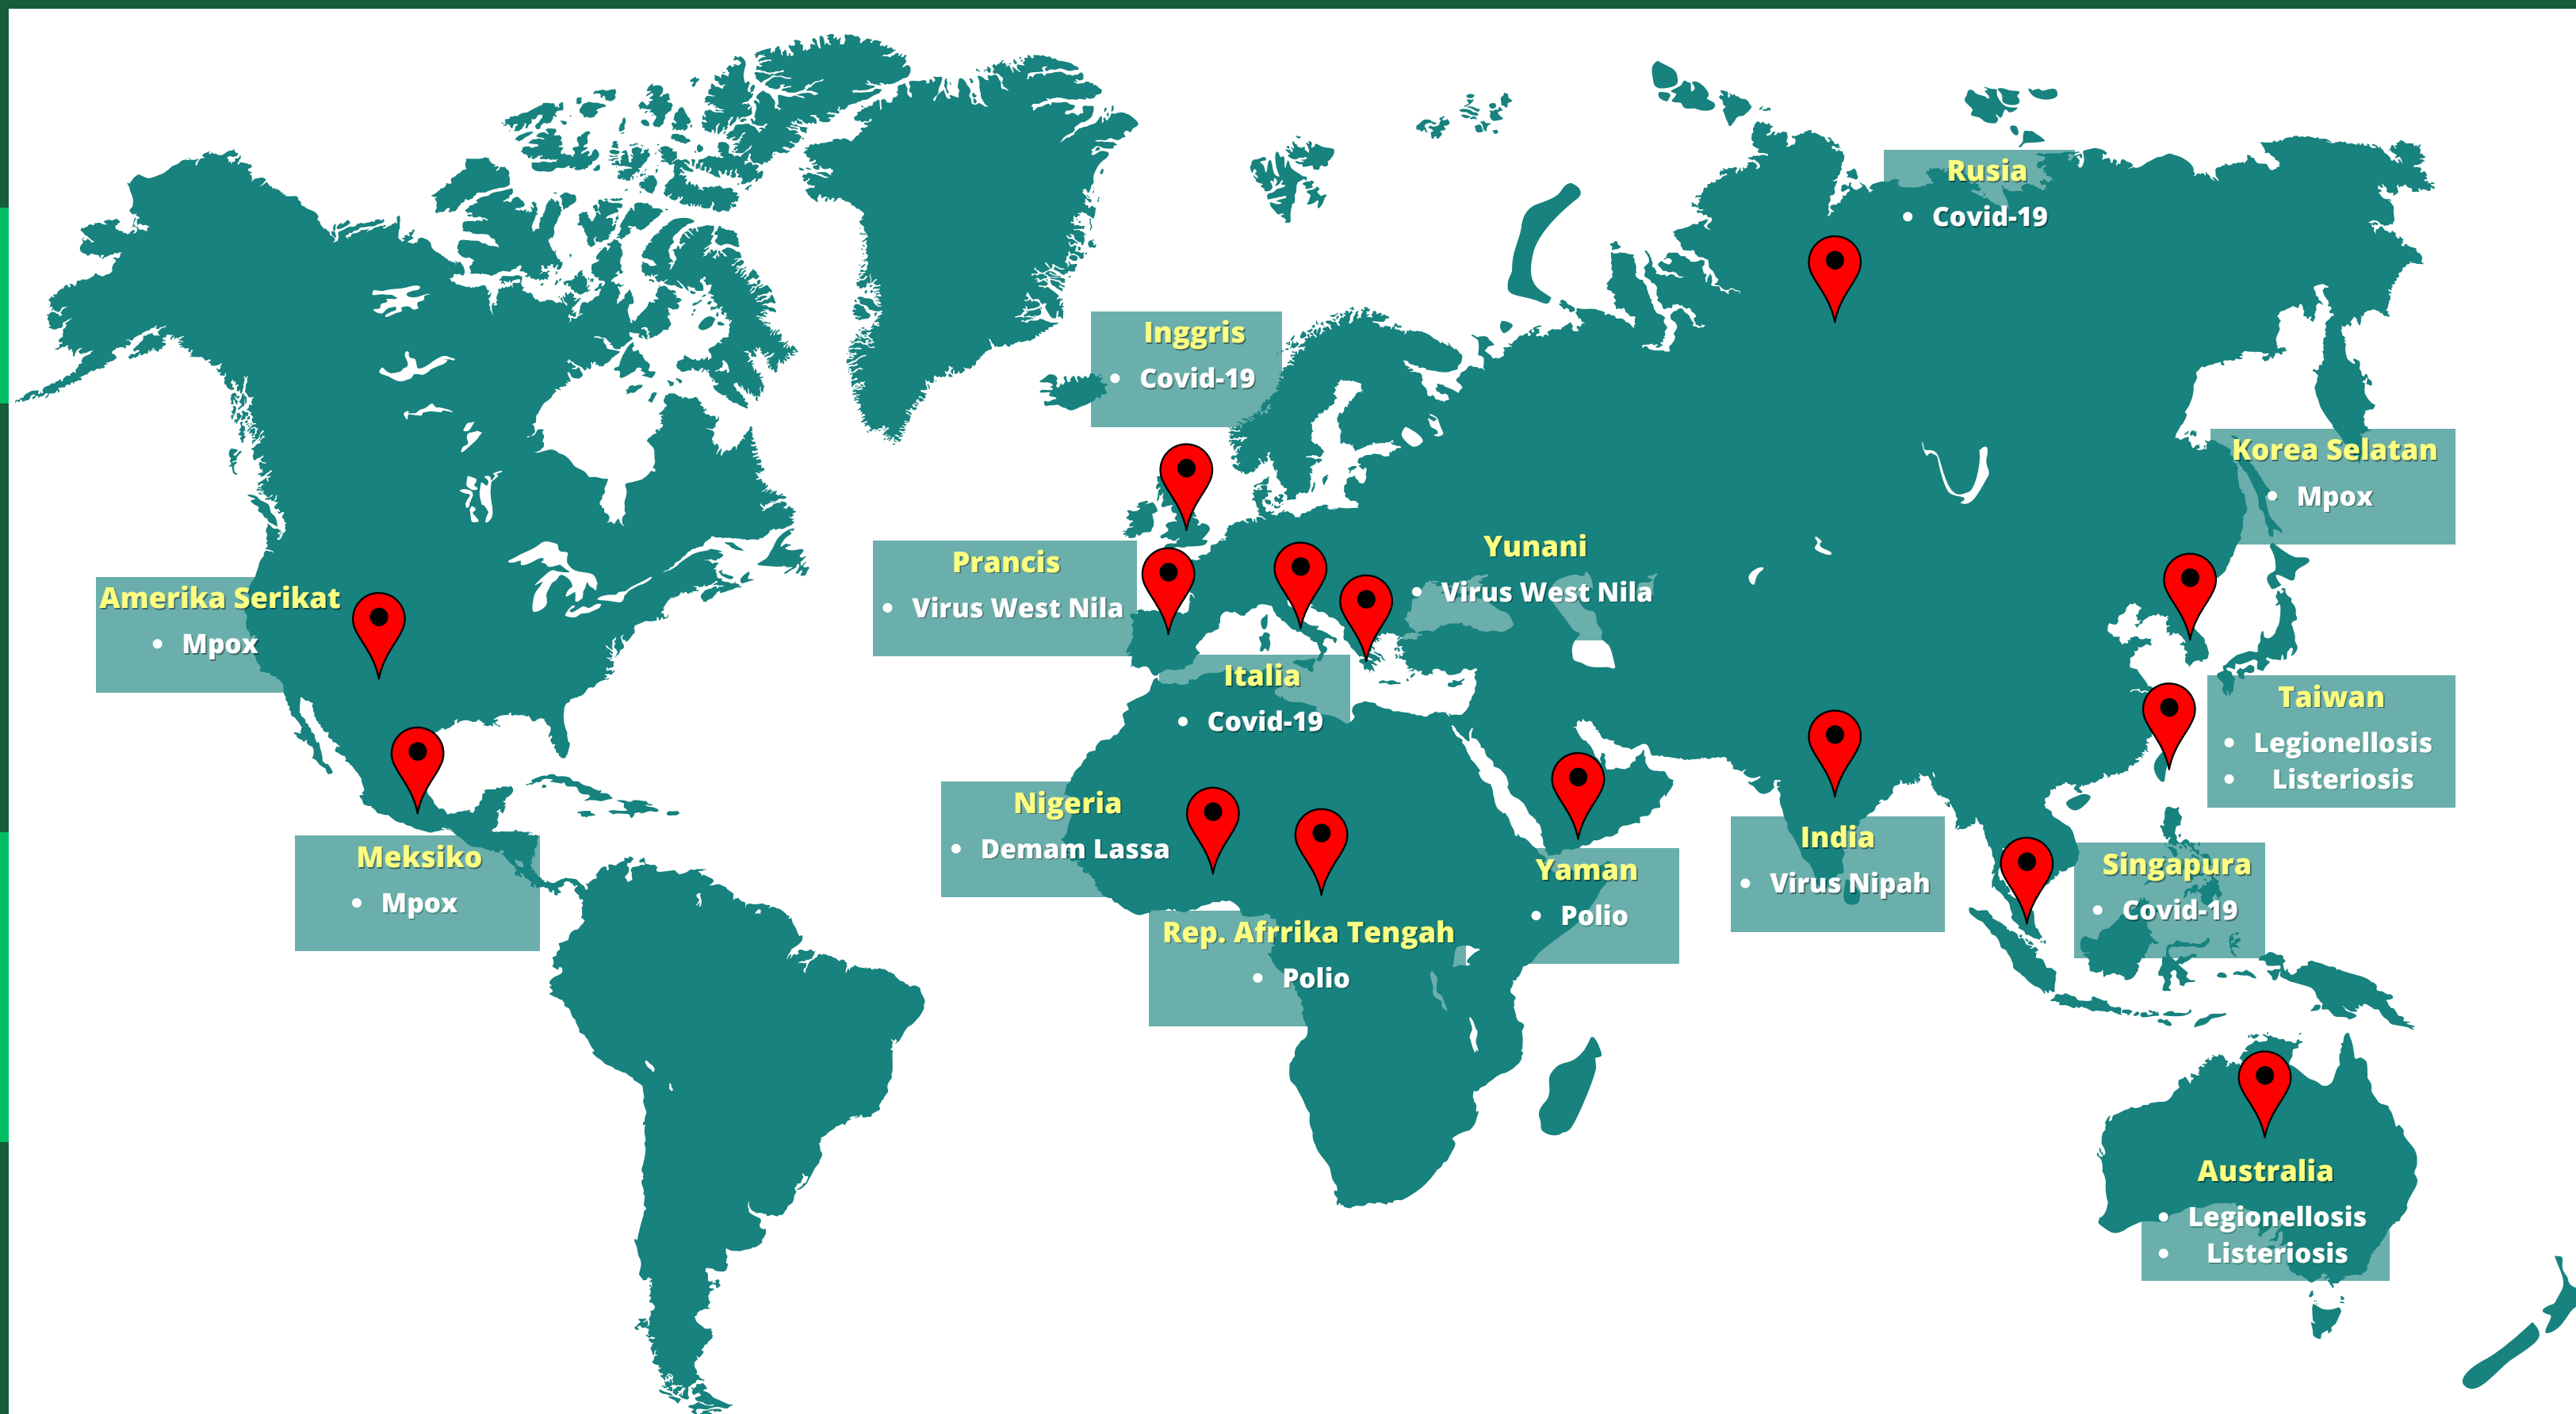 Rusia
• Covid-19
Inggris
• Covid-19
Korea Selatan
• Mpox
Prancis
• Virus West Nila
Yunani
• Virus West Nila
Amerika Serikat
• Mpox
Italia
• Covid-19
Taiwan
• Legionellosis
• Listeriosis
Nigeria
• Demam Lassa
Meksiko
• Mpox
Yaman
• Polio
India
• Virus Nipah
Singapura
• Covid-19
Rep. Afrrika Tengah
• Polio
Australia
• Legionellosis
• Listeriosis